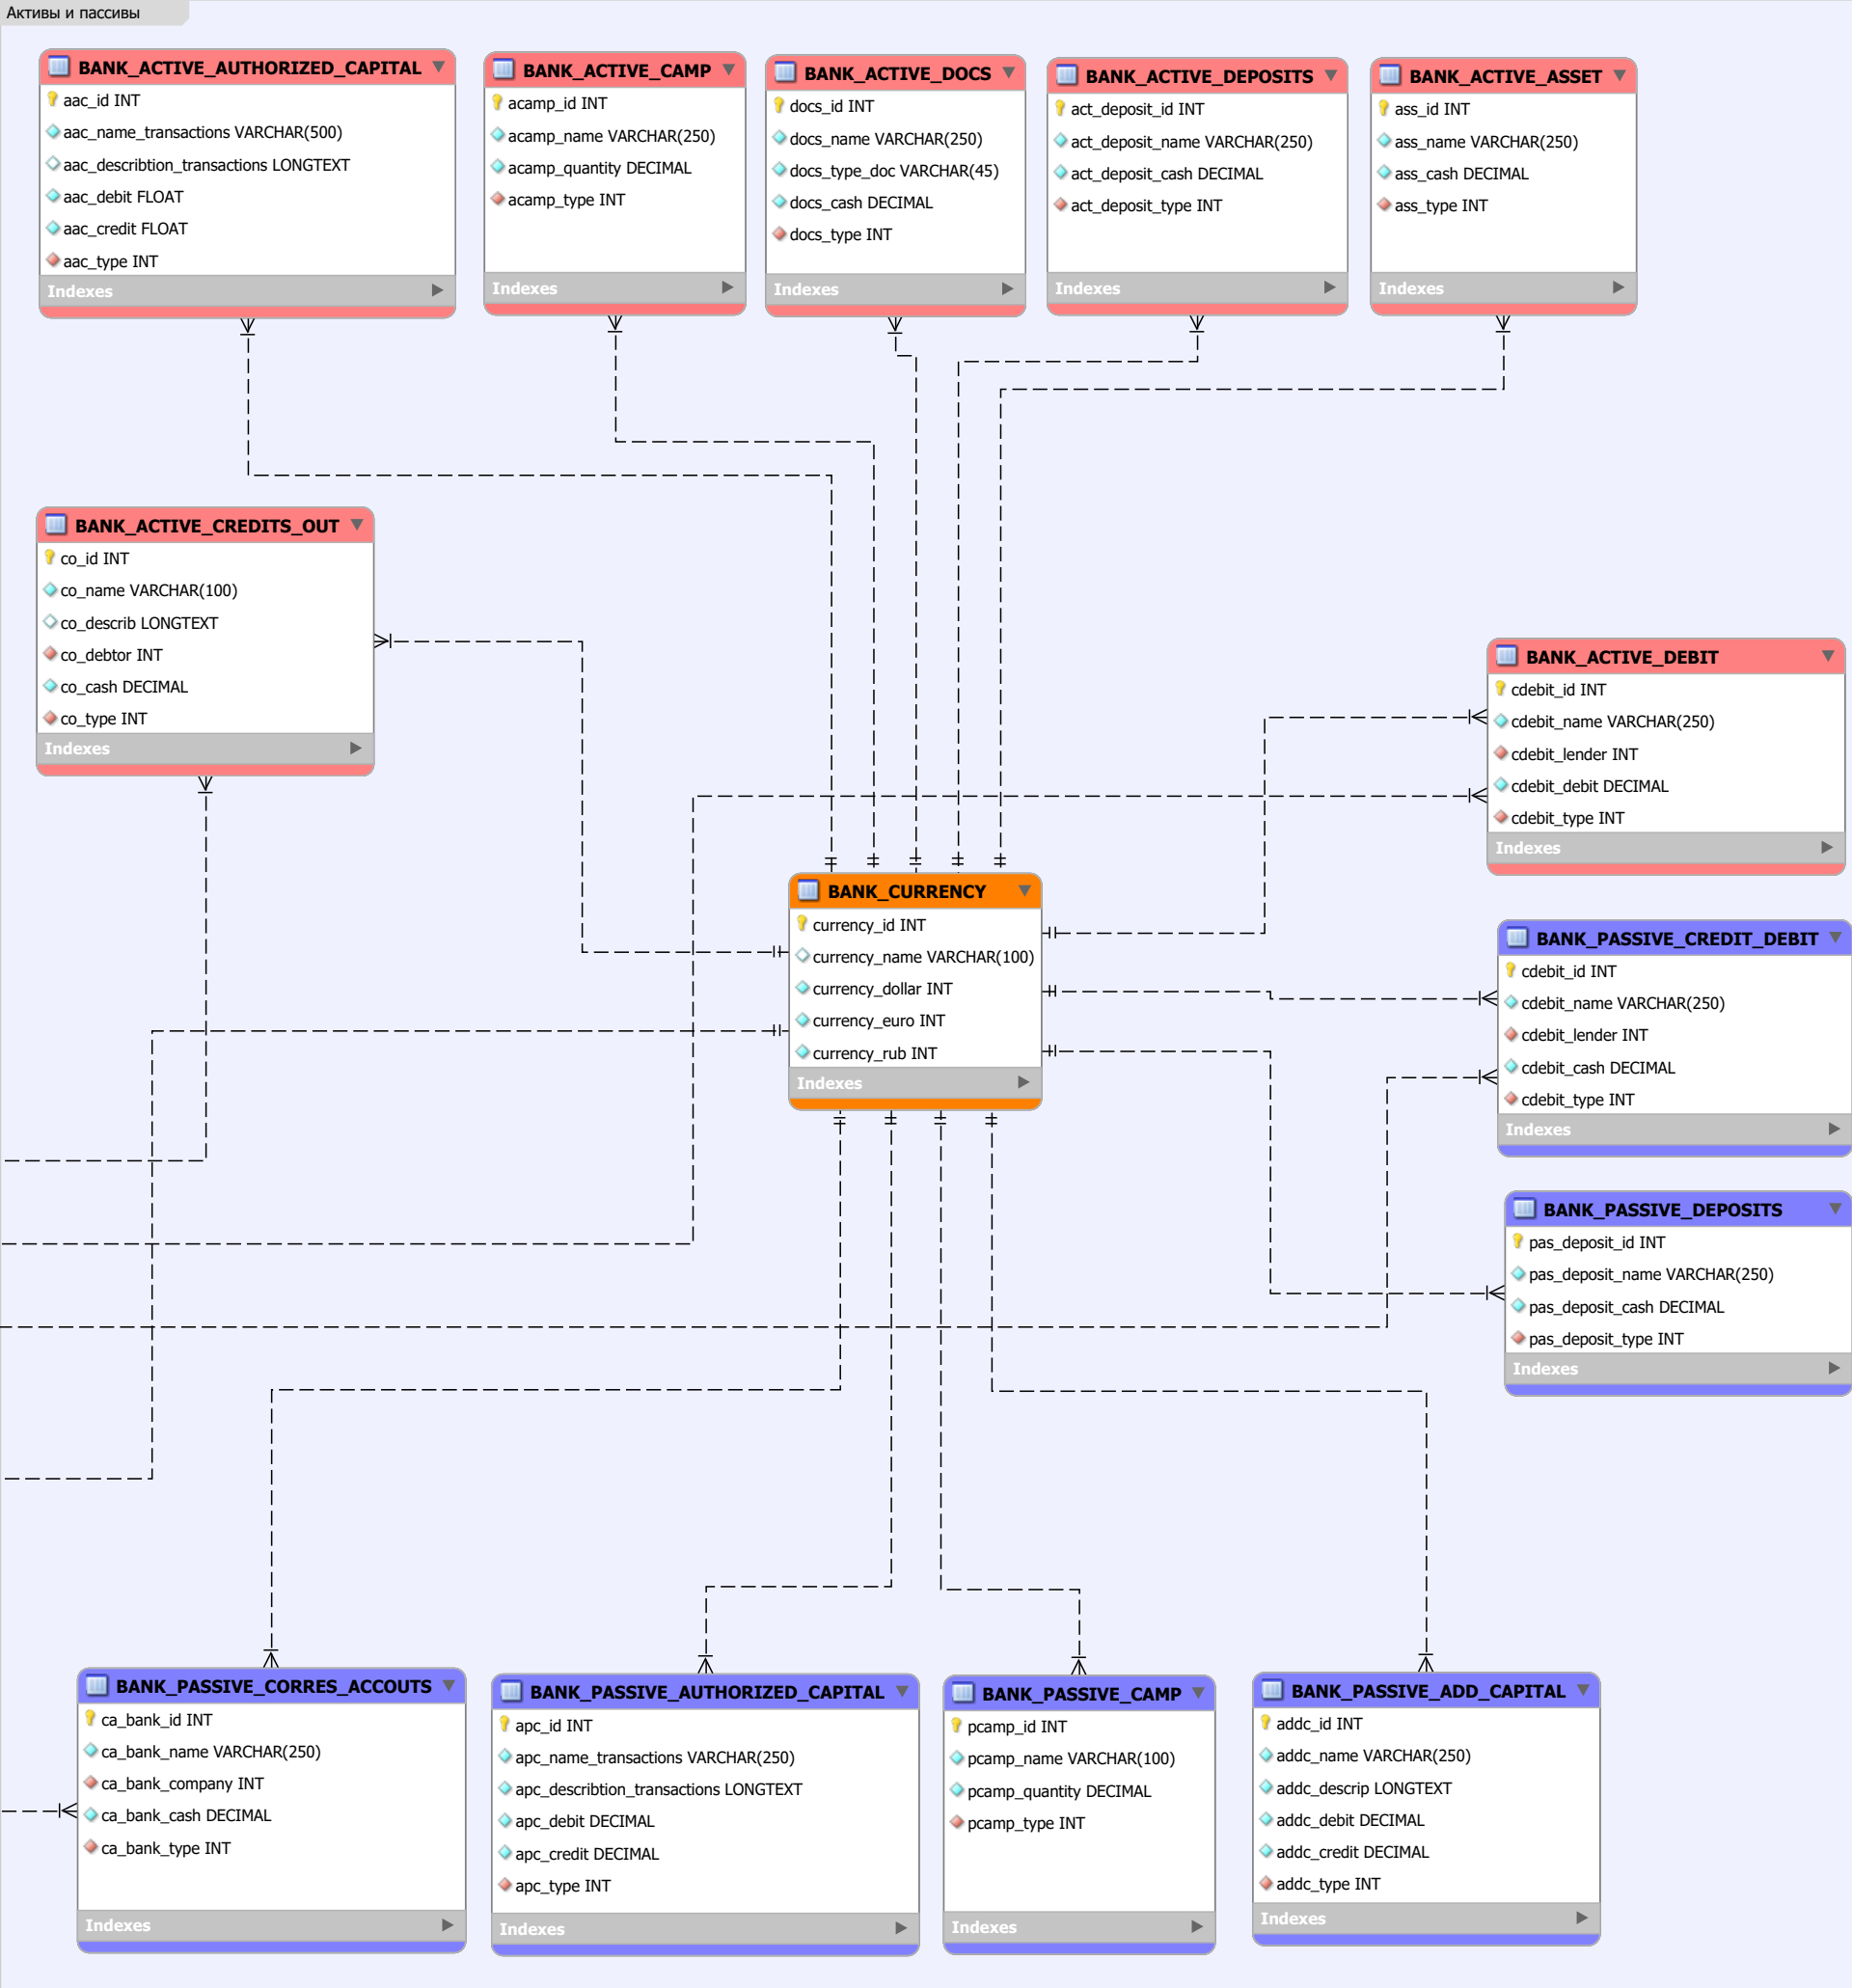 Активы и пассивы
BANK_ACTIVE_AUTHORIZED_CAPITAL
aac_id INT
aac_name_transactions VARCHAR(500)
aac_describtion_transactions LONGTEXT
aac_debit FLOAT
aac_credit FLOAT
aac_type INT
Indexes
BANK_ACTIVE_CAMP
acamp_id INT
acamp_name VARCHAR(250)
acamp_quantity DECIMAL
acamp_type INT
Indexes
BANK_ACTIVE_DOCS
docs_id INT
docs_name VARCHAR(250)
docs_type_doc VARCHAR(45)
docs_cash DECIMAL
docs_type INT
Indexes
BANK_ACTIVE_DEPOSITS
act_deposit_id INT
act_deposit_name VARCHAR(250)
act_deposit_cash DECIMAL
act_deposit_type INT
Indexes
BANK_ACTIVE_ASSET
ass_id INT
ass_name VARCHAR(250)
ass_cash DECIMAL
ass_type INT
Indexes
BANK_ACTIVE_CREDITS_OUT
co_id INT
co_name VARCHAR(100)
co_describ LONGTEXT
co_debtor INT
co_cash DECIMAL
co_type INT
Indexes
BANK_ACTIVE_DEBIT
cdebit_id INT
cdebit_name VARCHAR(250)
cdebit_lender INT
cdebit_debit DECIMAL
cdebit_type INT
Indexes
BANK_CURRENCY
currency_id INT
currency_name VARCHAR(100)
currency_dollar INT
currency_euro INT
currency_rub INT
Indexes
BANK_PASSIVE_CREDIT_DEBIT
cdebit_id INT
cdebit_name VARCHAR(250)
cdebit_lender INT
cdebit_cash DECIMAL
cdebit_type INT
Indexes
BANK_PASSIVE_DEPOSITS
pas_deposit_id INT
pas_deposit_name VARCHAR(250)
pas_deposit_cash DECIMAL
pas_deposit_type INT
Indexes
BANK_PASSIVE_CORRES_ACCOUTS
ca_bank_id INT
ca_bank_name VARCHAR(250)
ca_bank_company INT
ca_bank_cash DECIMAL
ca_bank_type INT
Indexes
BANK_PASSIVE_AUTHORIZED_CAPITAL
apc_id INT
apc_name_transactions VARCHAR(250)
apc_describtion_transactions LONGTEXT
apc_debit DECIMAL
apc_credit DECIMAL
apc_type INT
Indexes
BANK_PASSIVE_CAMP
pcamp_id INT
pcamp_name VARCHAR(100)
pcamp_quantity DECIMAL
pcamp_type INT
Indexes
BANK_PASSIVE_ADD_CAPITAL
addc_id INT
addc_name VARCHAR(250)
addc_descrip LONGTEXT
addc_debit DECIMAL
addc_credit DECIMAL
addc_type INT
Indexes